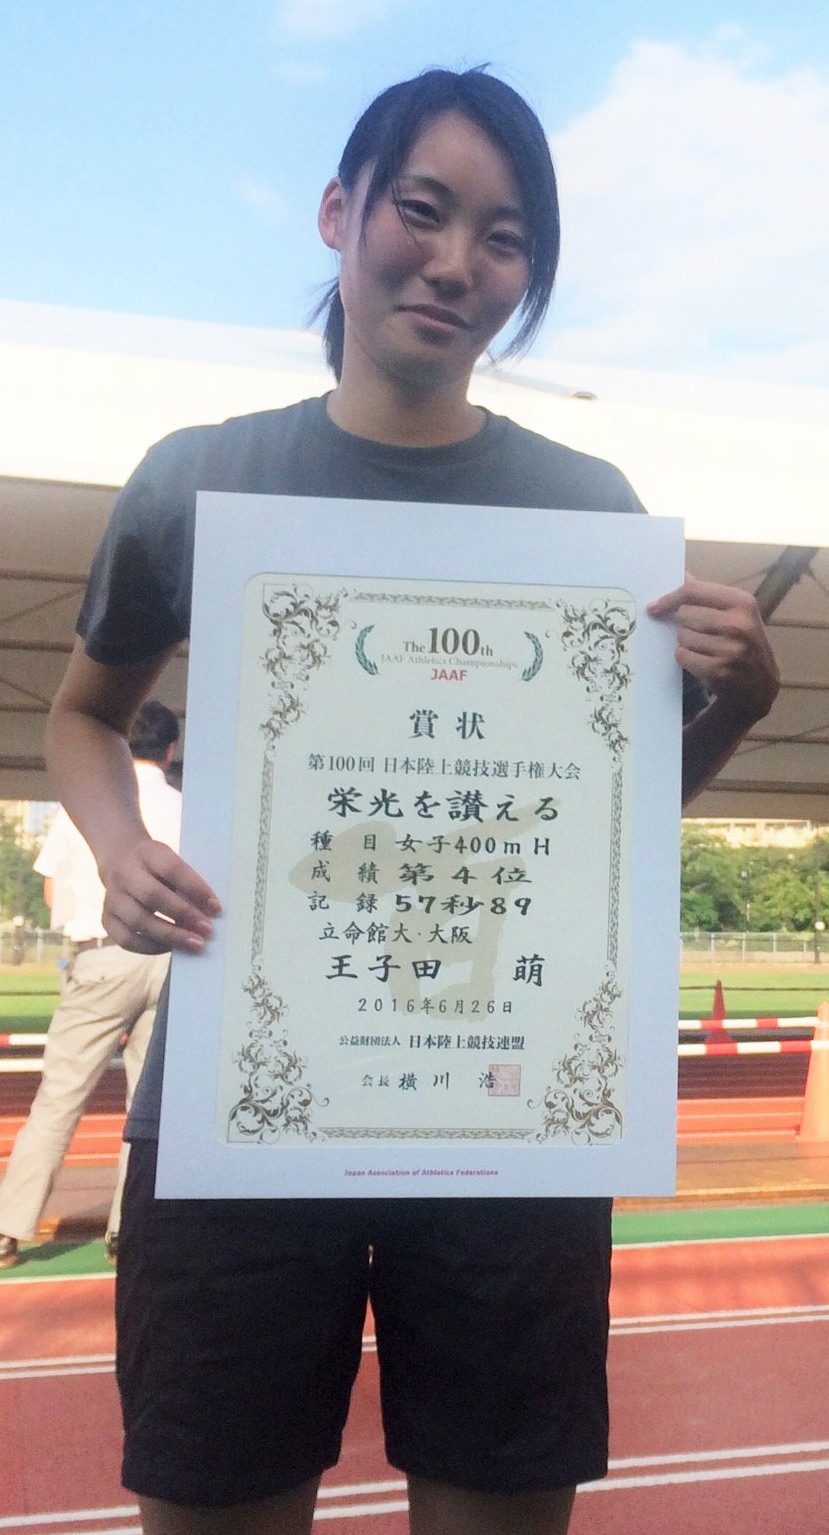 The 100th
JAAF Athletics Championships
JAAF
賞状
第100回 日本陸上競技選手権大会
栄光を讃える
種 目 女子400mH
成 績 第4位
記 録 57秒89
立命館大・大阪
王子田 萌
2016年6月26日
公益財団法人 日本陸上競技連盟
会長 横川 浩
Japan Association of Athletics Federations